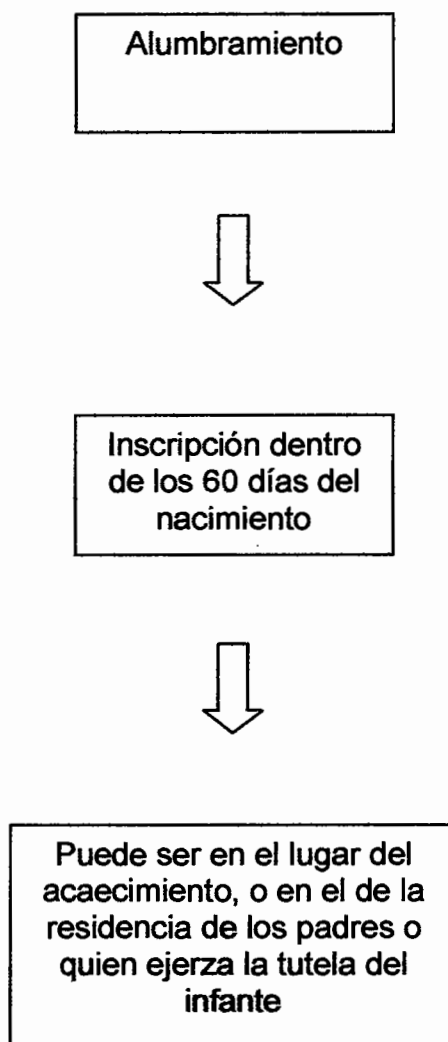 Alumbramiento
Inscripción dentro
de los 60 días del
nacimiento
Puede ser en el lugar del
acaecimiento, o en el de la
residencia de los padres o
quien ejerza la tutela del
infante